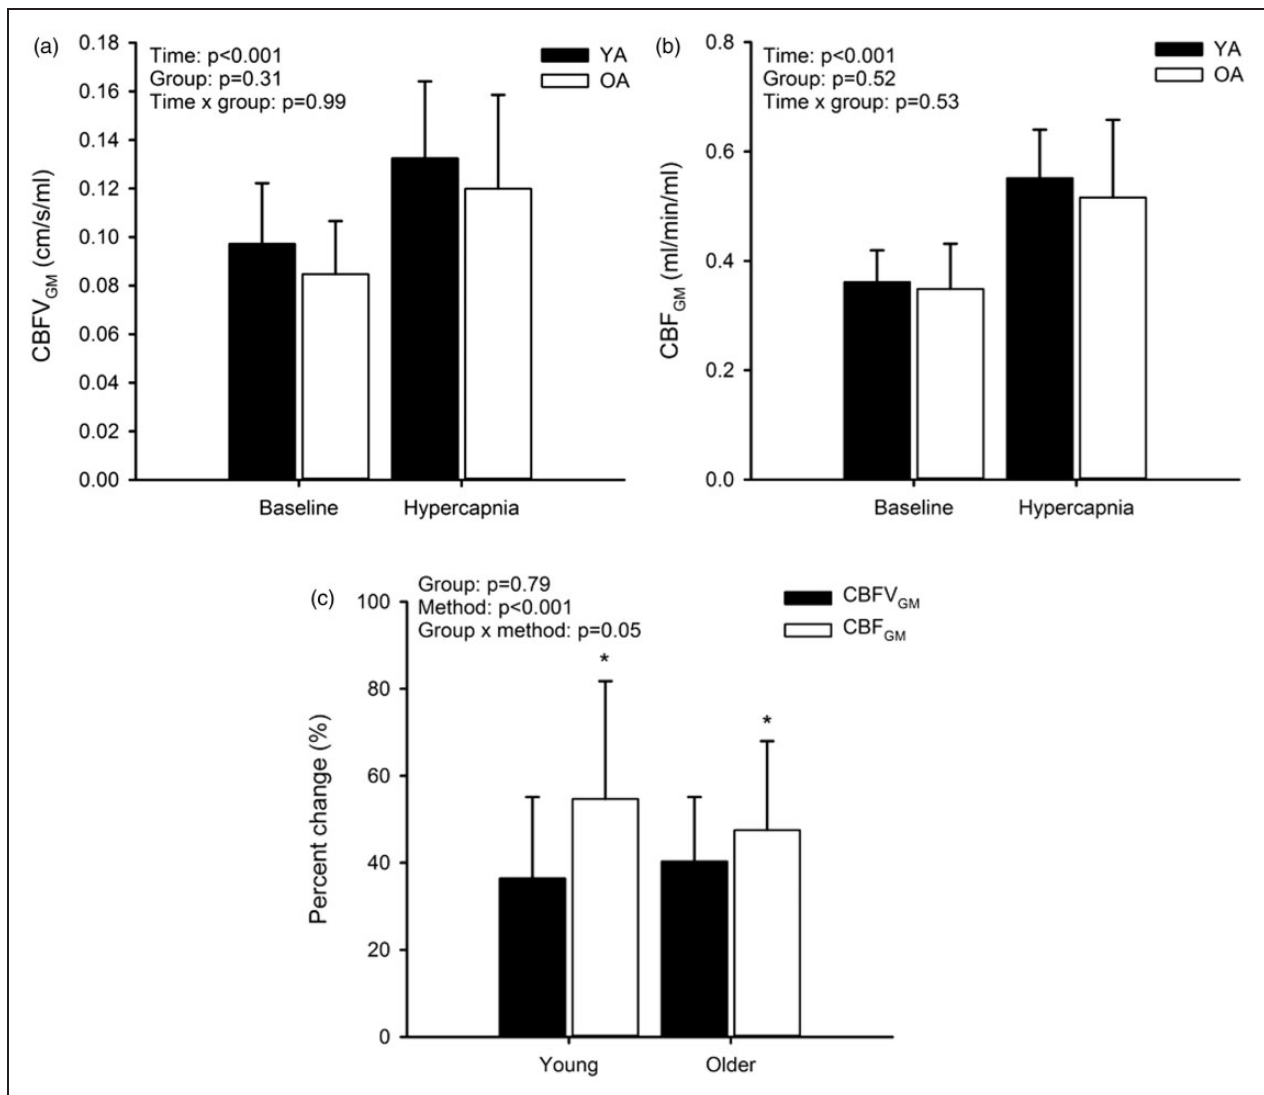 (a)
Time: p<0.001
Group: p=0.31
Time x group: p=0.99
YA
OA
CBFV_GM (cm/s/ml)
0.18
0.16
0.14
0.12
0.10
0.08
0.06
0.04
0.02
0.00
Baseline Hypercapnia
(b)
Time: p<0.001
Group: p=0.52
Time x group: p=0.53
YA
OA
CBF_GM (ml/min/ml)
0.8
0.6
0.4
0.2
0.0
Baseline Hypercapnia
(c)
Group: p=0.79
Method: p<0.001
Group x method: p=0.05
CBFV_GM
CBF_GM
Percent change (%)
100
80
60
40
20
0
*
*
Young Older